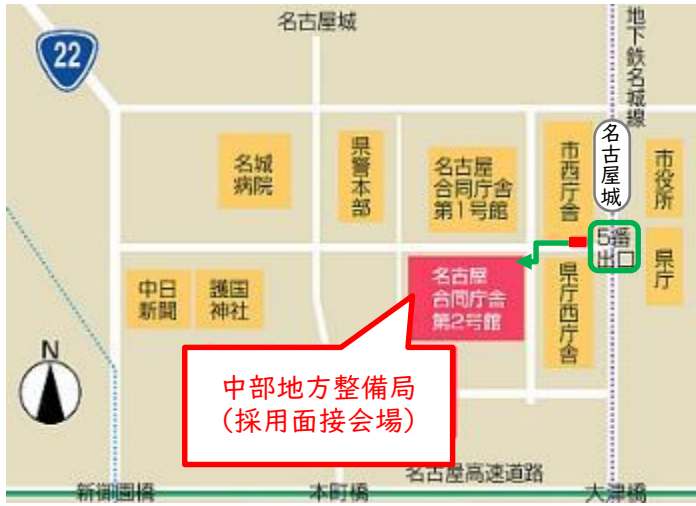 名古屋城
22
地下鉄名城線
名城
病院
県警本部
名古屋
合同庁舎
第1号館
市西庁舎
名古屋城
市役所
5番
出口
中日
新聞
護国
神社
名古屋
合同庁舎
第2号館
県庁西庁舎
県庁
N
中部地方整備局
(採用面接会場)
名古屋高速道路
新御園橋
本町橋
大津橋